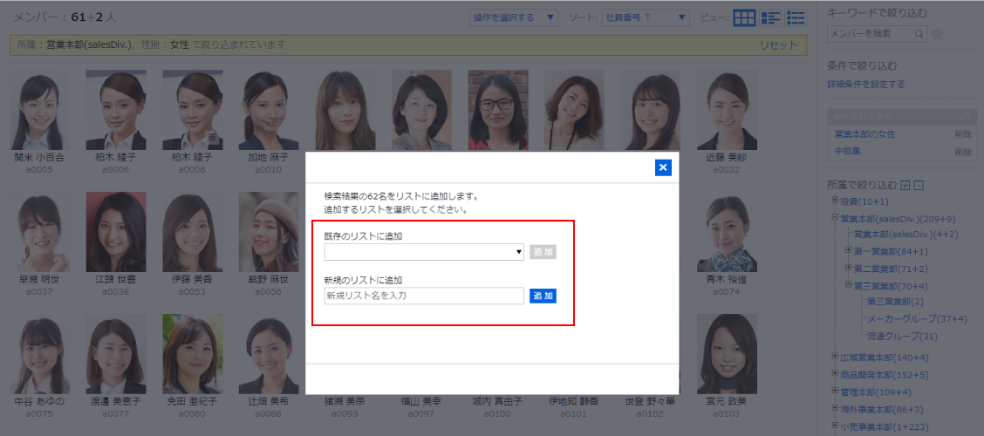 メンバー：61+2人
操作を選択する ▼ ソート: 社員番号 ↑ ▼ ビュー:
所属：営業本部(salesDiv.), 性別：女性 で絞り込まれています リセット
関米 小百合 柏木 綾子 柏木 綾子 加地 麻子 近藤 美紗
a0005 a0006 a0006 a0010 a0032
早瀬 明世 江頭 世喜 伊藤 美香 能野 麻世 青木 裕福
a0037 a0038 a0053 a0056 a0074
中谷 あゆの 渡邉 美恵子 免田 亜紀子 辻畑 美希 猪瀬 美奈 福山 美幸 城内 真由子 伊地知 静香 世登 野々華 宮元 政美
a0075 a0077 a0080 a0088 a0093 a0097 a0100 a0101 a0102 a0103
検索結果の62名をリストに追加します。
追加するリストを選択してください。
既存のリストに追加
追加
新規のリストに追加
新規リスト名を入力 追加
キーワードで絞り込む
メンバーを検索
条件で絞り込む
詳細条件を設定する
営業本部の女性 削除
中目黒 削除
所属で絞り込む
役員(10+1)
営業本部(salesDiv.)(209+9)
営業本部(salesDiv.)(4+2)
第一営業部(64+1)
第二営業部(71+2)
第三営業部(70+4)
第三営業部(2)
メーカーグループ(37+4)
流通グループ(31)
広域営業本部(140+4)
商品開発本部(152+5)
管理本部(109+4)
海外事業本部(86+3)
小売事業本部(1+223)